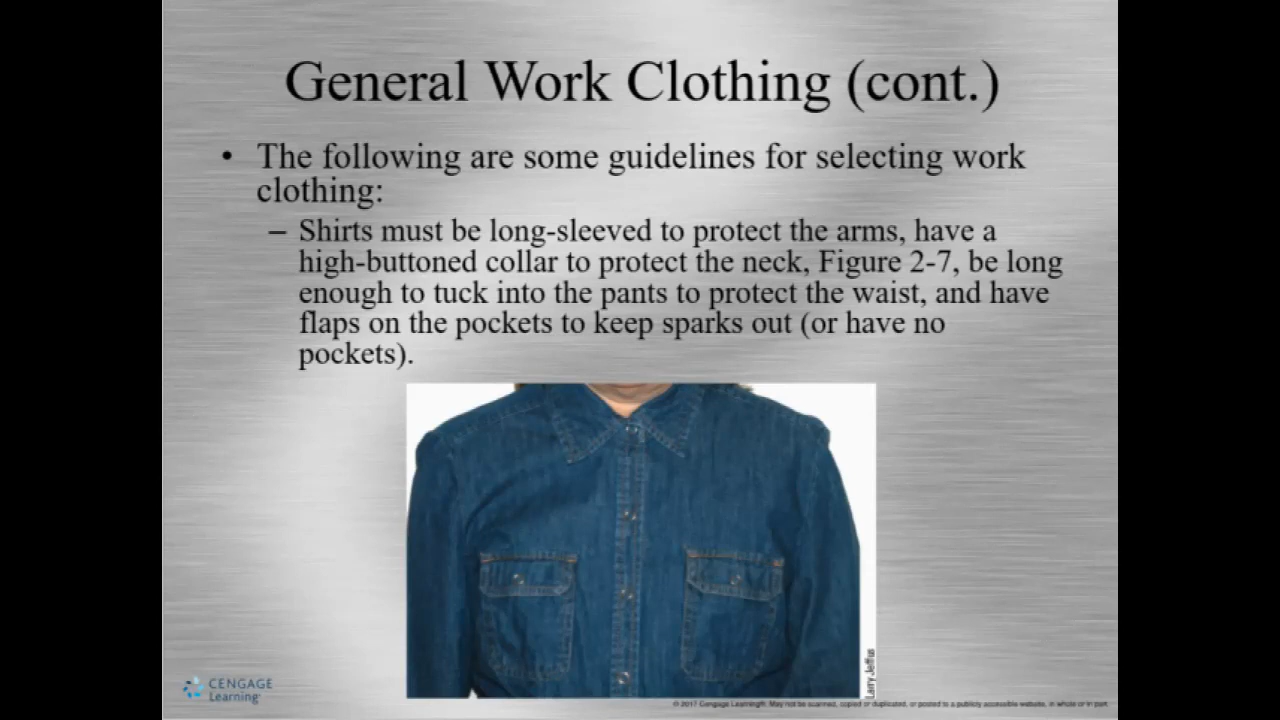 General Work Clothing (cont.)
• The following are some guidelines for selecting work
clothing:
– Shirts must be long-sleeved to protect the arms, have a
high-buttoned collar to protect the neck, Figure 2-7, be long
enough to tuck into the pants to protect the waist, and have
flaps on the pockets to keep sparks out (or have no
pockets).
Larry Jeffus
CENGAGE
Learning
© 2017 Cengage Learning®. May not be scanned, copied or duplicated, or posted to a publicly accessible website, in whole or in part.